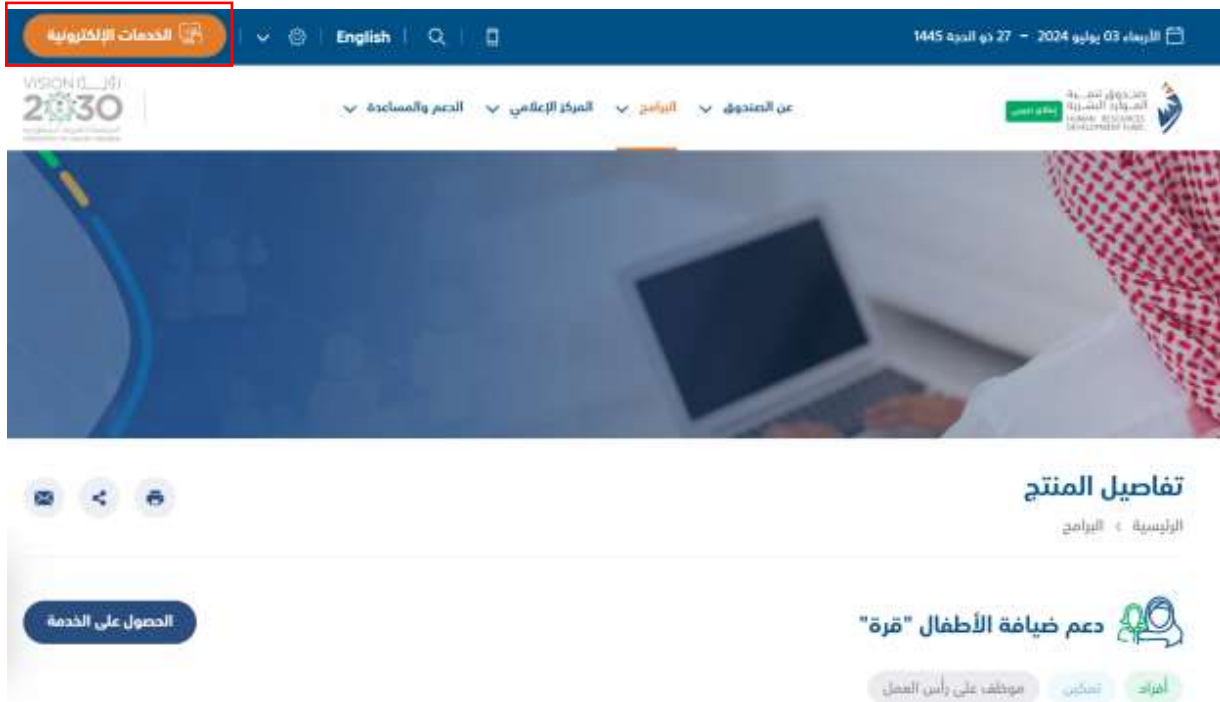 الأربعاء 03 يوليو 2024 - 27 ذو الحجة 1445
English
الخدمات الإلكترونية
صندوق تنمية
الموارد البشرية
HUMAN RESOURCES
DEVELOPMENT FUND
عن الصندوق
البرامج
المركز الإعلامي
الدعم والمساعدة
VISION رؤية
2030
تفاصيل المنتج
الرئيسية > البرامج
دعم ضيافة الأطفال "قرة"
الحصول على الخدمة
أفراد
تمكين
موظف على رأس العمل